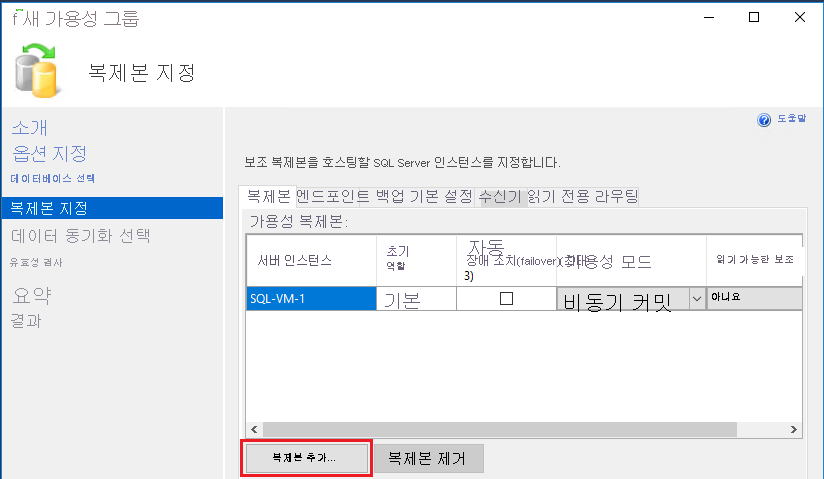 새 가용성 그룹
복제본 지정
소개
옵션 지정
데이터베이스 선택
복제본 지정
데이터 동기화 선택
유효성 검사
요약
결과
도움말
보조 복제본을 호스팅할 SQL Server 인스턴스를 지정합니다.
복제본 엔드포인트 백업 기본 설정 수신기 읽기 전용 라우팅
가용성 복제본:
서버 인스턴스
초기
역할
자동
장애 조치(failover)(최대
3)
가용성 모드
읽기 가능한 보조
SQL-VM-1 기본 비동기 커밋 아니요
복제본 추가... 복제본 제거